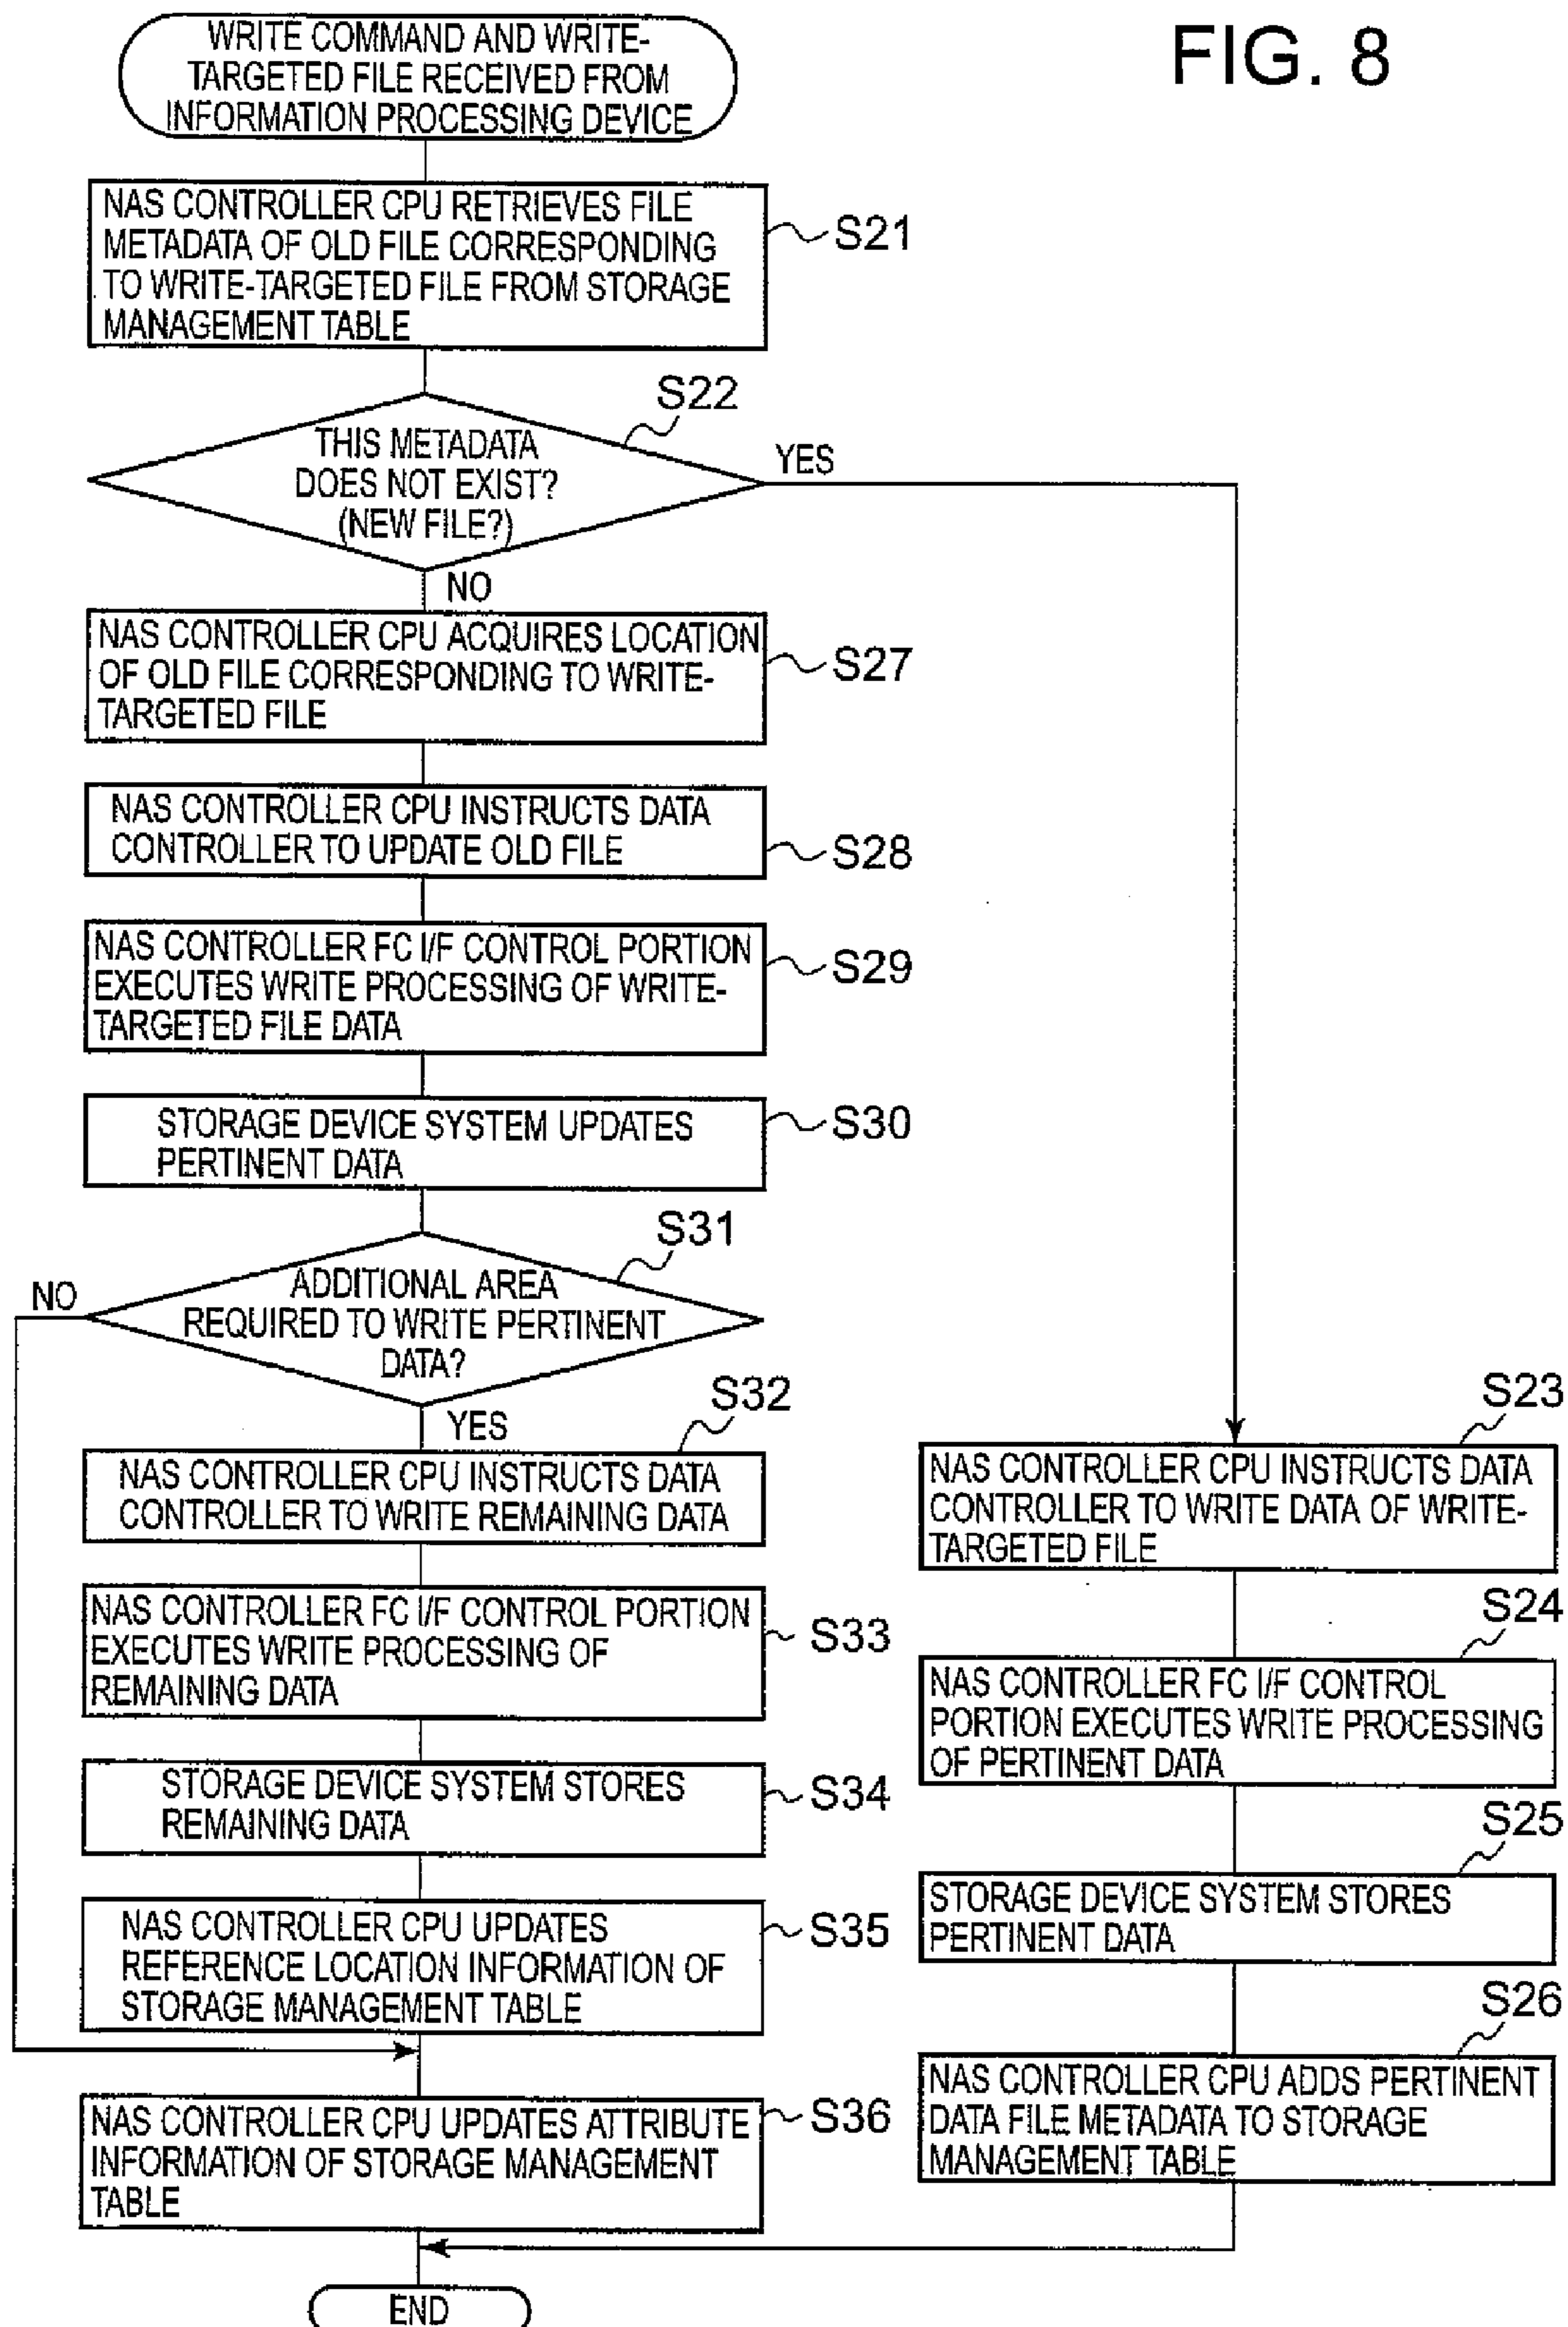 FIG. 8
WRITE COMMAND AND WRITE-
TARGETED FILE RECEIVED FROM
INFORMATION PROCESSING DEVICE
NAS CONTROLLER CPU RETRIEVES FILE
METADATA OF OLD FILE CORRESPONDING
TO WRITE-TARGETED FILE FROM STORAGE
MANAGEMENT TABLE
S21
S22
THIS METADATA
DOES NOT EXIST?
(NEW FILE?)
YES
NO
NAS CONTROLLER CPU ACQUIRES LOCATION
OF OLD FILE CORRESPONDING TO WRITE-
TARGETED FILE
S27
NAS CONTROLLER CPU INSTRUCTS DATA
CONTROLLER TO UPDATE OLD FILE
S28
NAS CONTROLLER FC I/F CONTROL PORTION
EXECUTES WRITE PROCESSING OF WRITE-
TARGETED FILE DATA
S29
STORAGE DEVICE SYSTEM UPDATES
PERTINENT DATA
S30
S31
ADDITIONAL AREA
REQUIRED TO WRITE PERTINENT
DATA?
NO
YES
S32
NAS CONTROLLER CPU INSTRUCTS DATA
CONTROLLER TO WRITE REMAINING DATA
NAS CONTROLLER FC I/F CONTROL PORTION
EXECUTES WRITE PROCESSING OF
REMAINING DATA
S33
STORAGE DEVICE SYSTEM STORES
REMAINING DATA
S34
NAS CONTROLLER CPU UPDATES
REFERENCE LOCATION INFORMATION OF
STORAGE MANAGEMENT TABLE
S35
NAS CONTROLLER CPU UPDATES ATTRIBUTE
INFORMATION OF STORAGE MANAGEMENT
TABLE
S36
S23
NAS CONTROLLER CPU INSTRUCTS DATA
CONTROLLER TO WRITE DATA OF WRITE-
TARGETED FILE
S24
NAS CONTROLLER FC I/F CONTROL
PORTION EXECUTES WRITE PROCESSING
OF PERTINENT DATA
S25
STORAGE DEVICE SYSTEM STORES
PERTINENT DATA
S26
NAS CONTROLLER CPU ADDS PERTINENT
DATA FILE METADATA TO STORAGE
MANAGEMENT TABLE
END